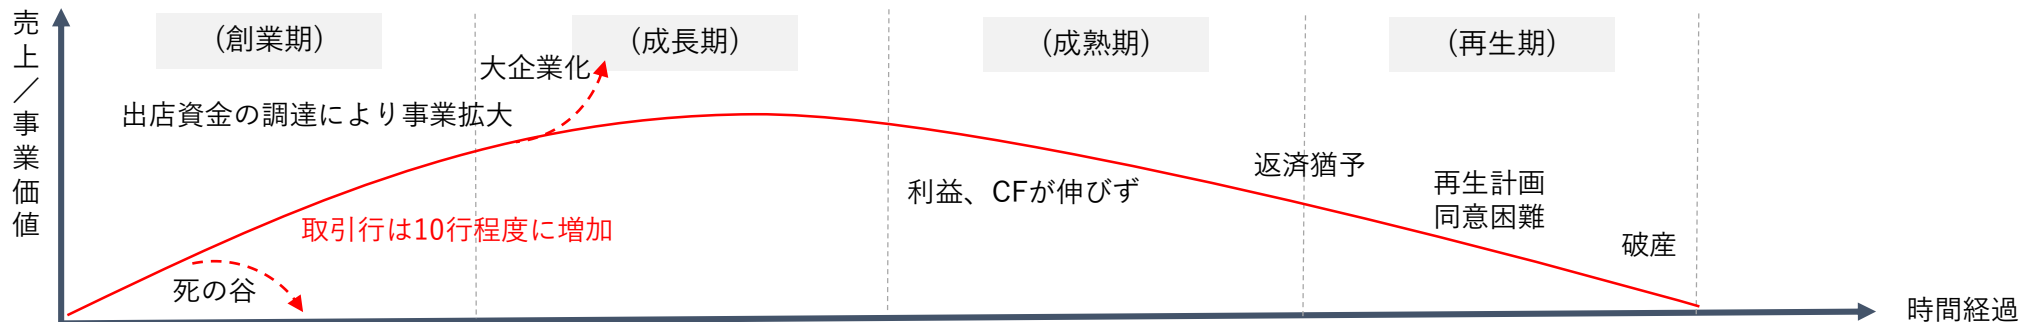 売上／事業価値
（創業期）
（成長期）
（成熟期）
（再生期）
大企業化
出店資金の調達により事業拡大
返済猶予
利益、CFが伸びず
再生計画
同意困難
取引行は10行程度に増加
破産
死の谷
時間経過